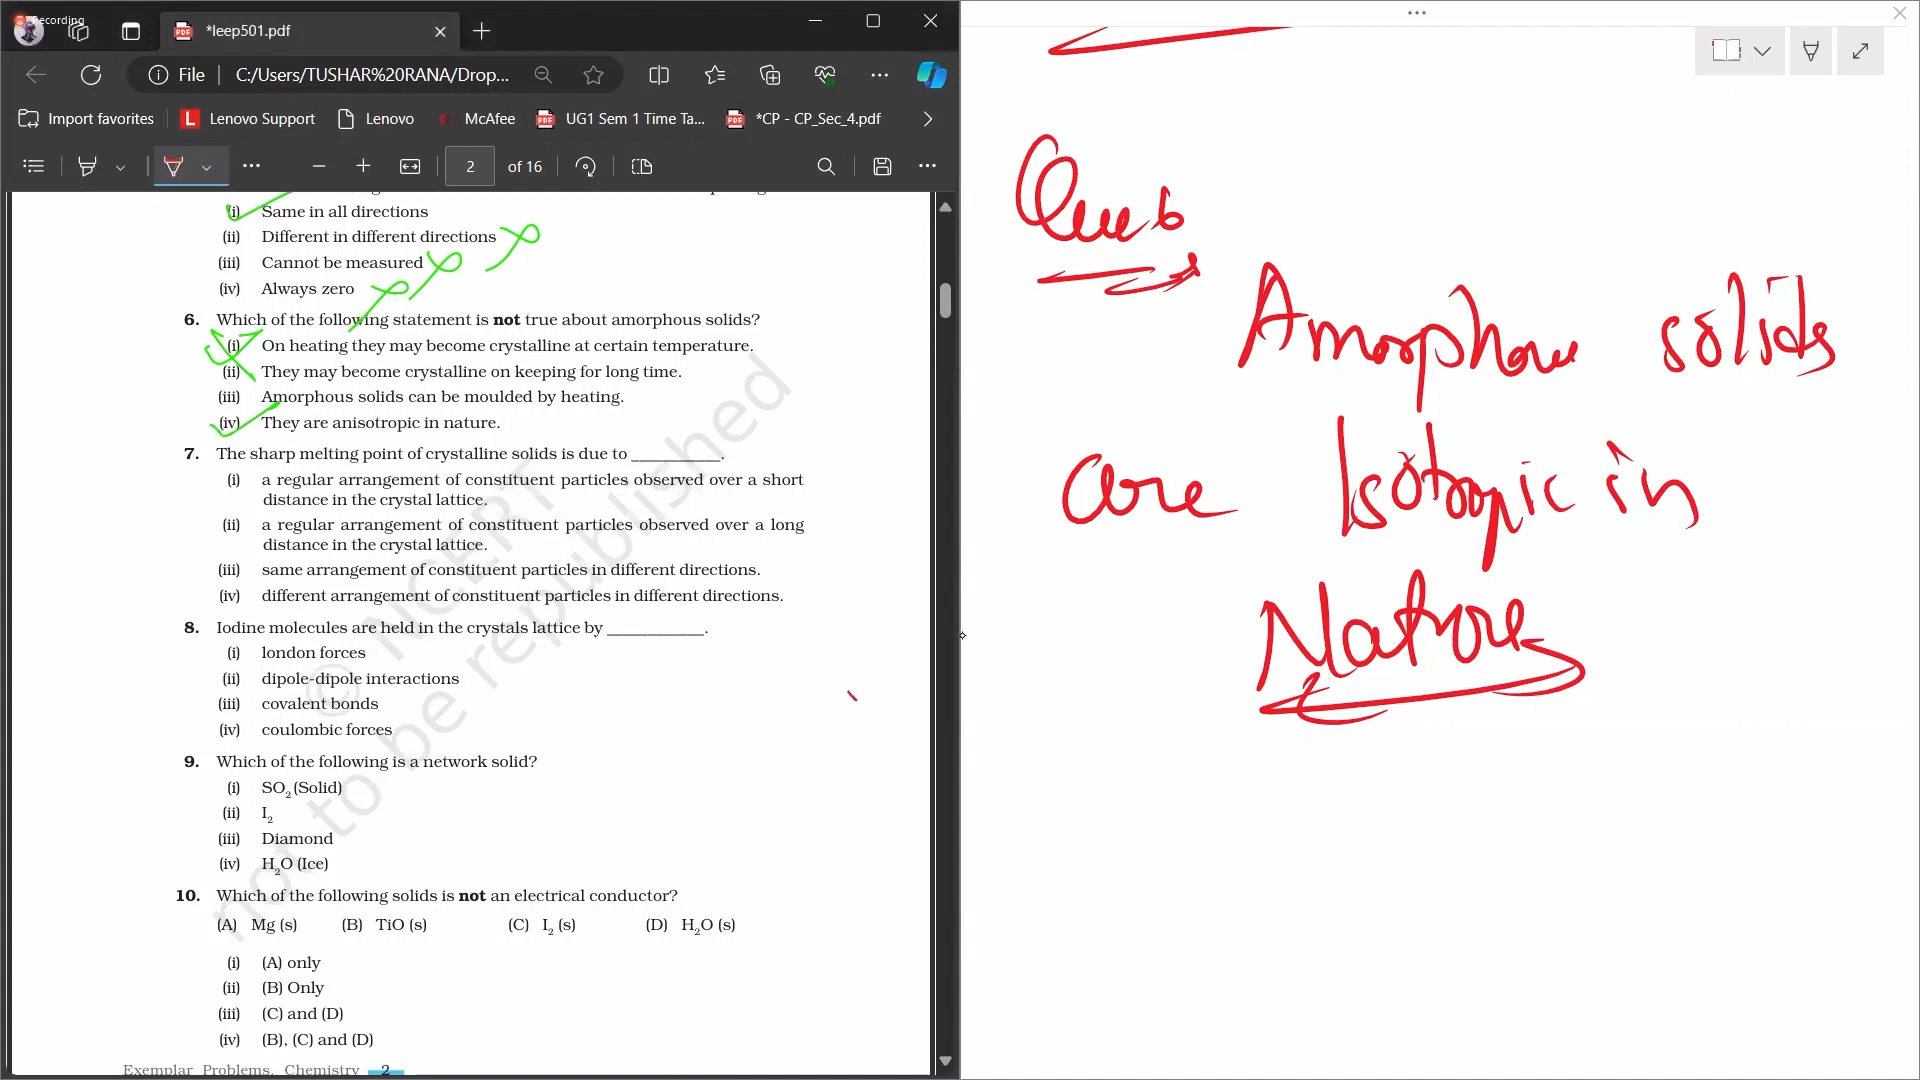 Recording
*leep501.pdf
File
C:/Users/TUSHAR%20RANA/Drop...
Import favorites
Lenovo Support
Lenovo
McAfee
UG1 Sem 1 Time Ta...
*CP - CP_Sec_4.pdf
2 of 16
(i) Same in all directions
(ii) Different in different directions
(iii) Cannot be measured
(iv) Always zero
6. Which of the following statement is not true about amorphous solids?
(i) On heating they may become crystalline at certain temperature.
(ii) They may become crystalline on keeping for long time.
(iii) Amorphous solids can be moulded by heating.
(iv) They are anisotropic in nature.
7. The sharp melting point of crystalline solids is due to ___________.
(i) a regular arrangement of constituent particles observed over a short
distance in the crystal lattice.
(ii) a regular arrangement of constituent particles observed over a long
distance in the crystal lattice.
(iii) same arrangement of constituent particles in different directions.
(iv) different arrangement of constituent particles in different directions.
8. Iodine molecules are held in the crystals lattice by ____________.
(i) london forces
(ii) dipole-dipole interactions
(iii) covalent bonds
(iv) coulombic forces
9. Which of the following is a network solid?
(i) SO₂ (Solid)
(ii) I₂
(iii) Diamond
(iv) H₂O (Ice)
10. Which of the following solids is not an electrical conductor?
(A) Mg (s) (B) TiO (s) (C) I₂ (s) (D) H₂O (s)
(i) (A) only
(ii) (B) Only
(iii) (C) and (D)
(iv) (B), (C) and (D)
Exemplar Problems, Chemistry 2
© NCERT
not to be republished
Amorphous solids
are Isotropic in
Nature